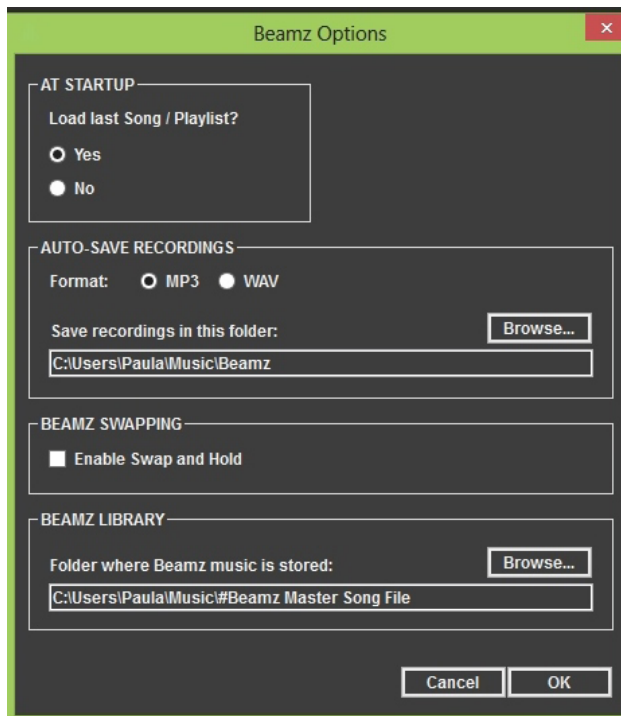 Beamz Options
AT STARTUP
Load last Song / Playlist?
Yes
No
AUTO-SAVE RECORDINGS
Format: MP3 WAV
Save recordings in this folder: Browse...
C:\Users\Paula\Music\Beamz
BEAMZ SWAPPING
Enable Swap and Hold
BEAMZ LIBRARY
Folder where Beamz music is stored: Browse...
C:\Users\Paula\Music\#Beamz Master Song File
Cancel OK